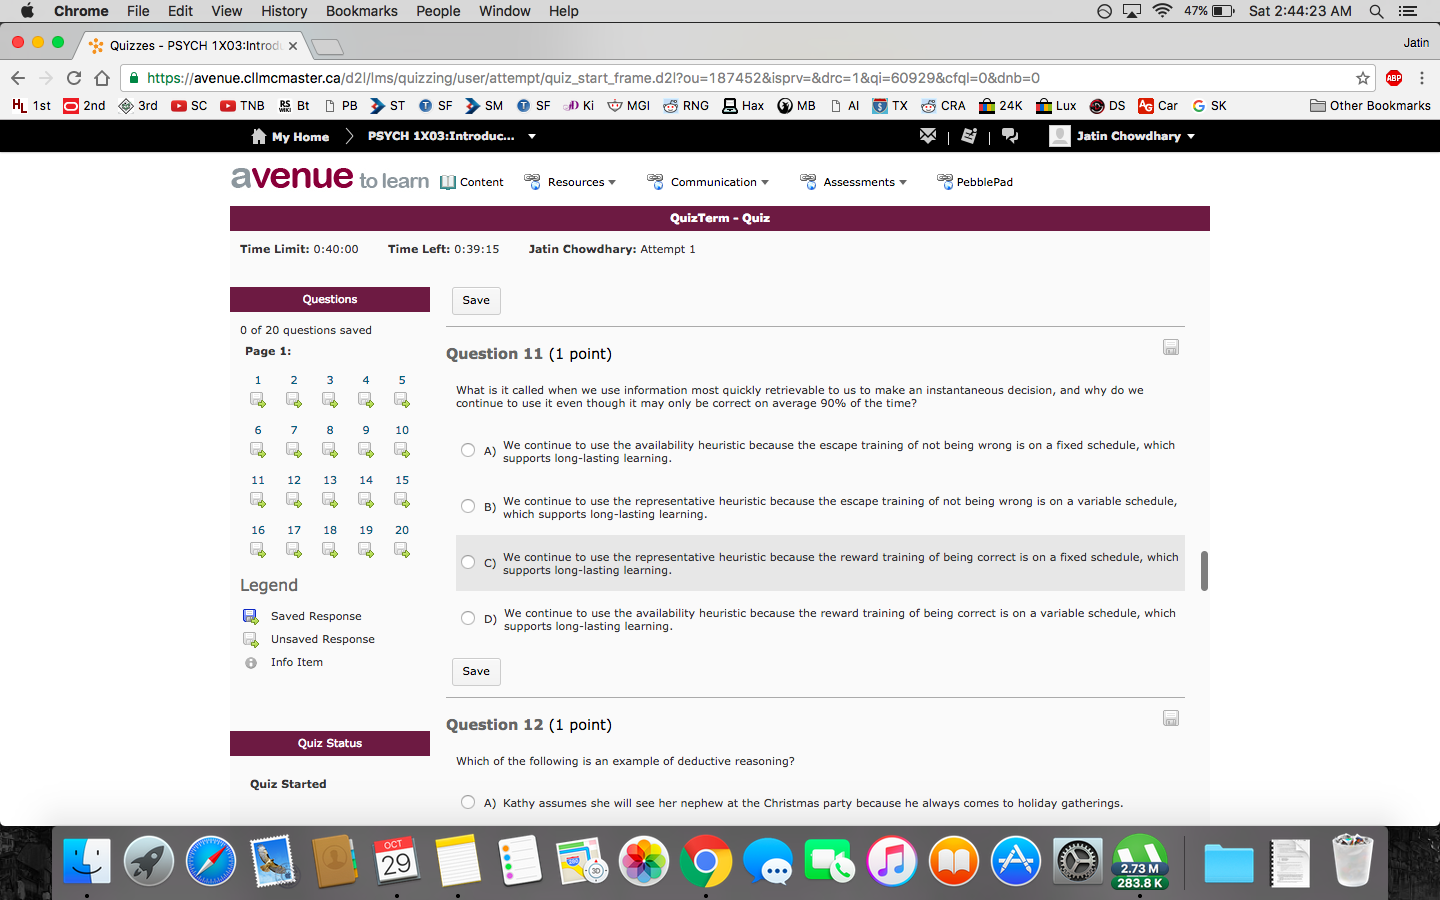 Chrome File Edit View History Bookmarks People Window Help 47% Sat 2:44:23 AM
Quizzes - PSYCH 1X03:Introdu Jatin
https://avenue.cllmcmaster.ca/d2l/lms/quizzing/user/attempt/quiz_start_frame.d2l?ou=187452&isprv=&drc=1&qi=60929&cfql=0&dnb=0 ABP
HL 1st 2nd 3rd SC TNB RS WIKI Bt PB ST T SF SM T SF Ki MGI RNG Hax MB AI TX CRA 24K Lux DS AG Car G SK Other Bookmarks
My Home PSYCH 1X03:Introduc... Jatin Chowdhary
avenue to learn Content Resources Communication Assessments PebblePad
QuizTerm - Quiz
Time Limit: 0:40:00 Time Left: 0:39:15 Jatin Chowdhary: Attempt 1
Questions
0 of 20 questions saved
Page 1:
1 2 3 4 5
6 7 8 9 10
11 12 13 14 15
16 17 18 19 20
Legend
Saved Response
Unsaved Response
Info Item
Quiz Status
Quiz Started
Save
Question 11 (1 point)
What is it called when we use information most quickly retrievable to us to make an instantaneous decision, and why do we
continue to use it even though it may only be correct on average 90% of the time?
A) We continue to use the availability heuristic because the escape training of not being wrong is on a fixed schedule, which
supports long-lasting learning.
B) We continue to use the representative heuristic because the escape training of not being wrong is on a variable schedule,
which supports long-lasting learning.
C) We continue to use the representative heuristic because the reward training of being correct is on a fixed schedule, which
supports long-lasting learning.
D) We continue to use the availability heuristic because the reward training of being correct is on a variable schedule, which
supports long-lasting learning.
Save
Question 12 (1 point)
Which of the following is an example of deductive reasoning?
A) Kathy assumes she will see her nephew at the Christmas party because he always comes to holiday gatherings.
OCT
29
3D
2.73 M
283.8 K